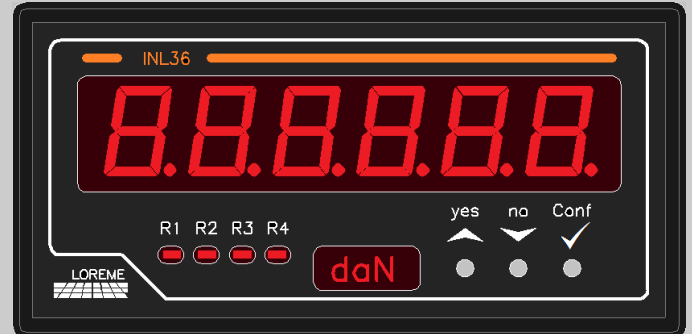 INL36
8.8.8.8.8.8.
yes no Conf
R1 R2 R3 R4
daN
LOREME